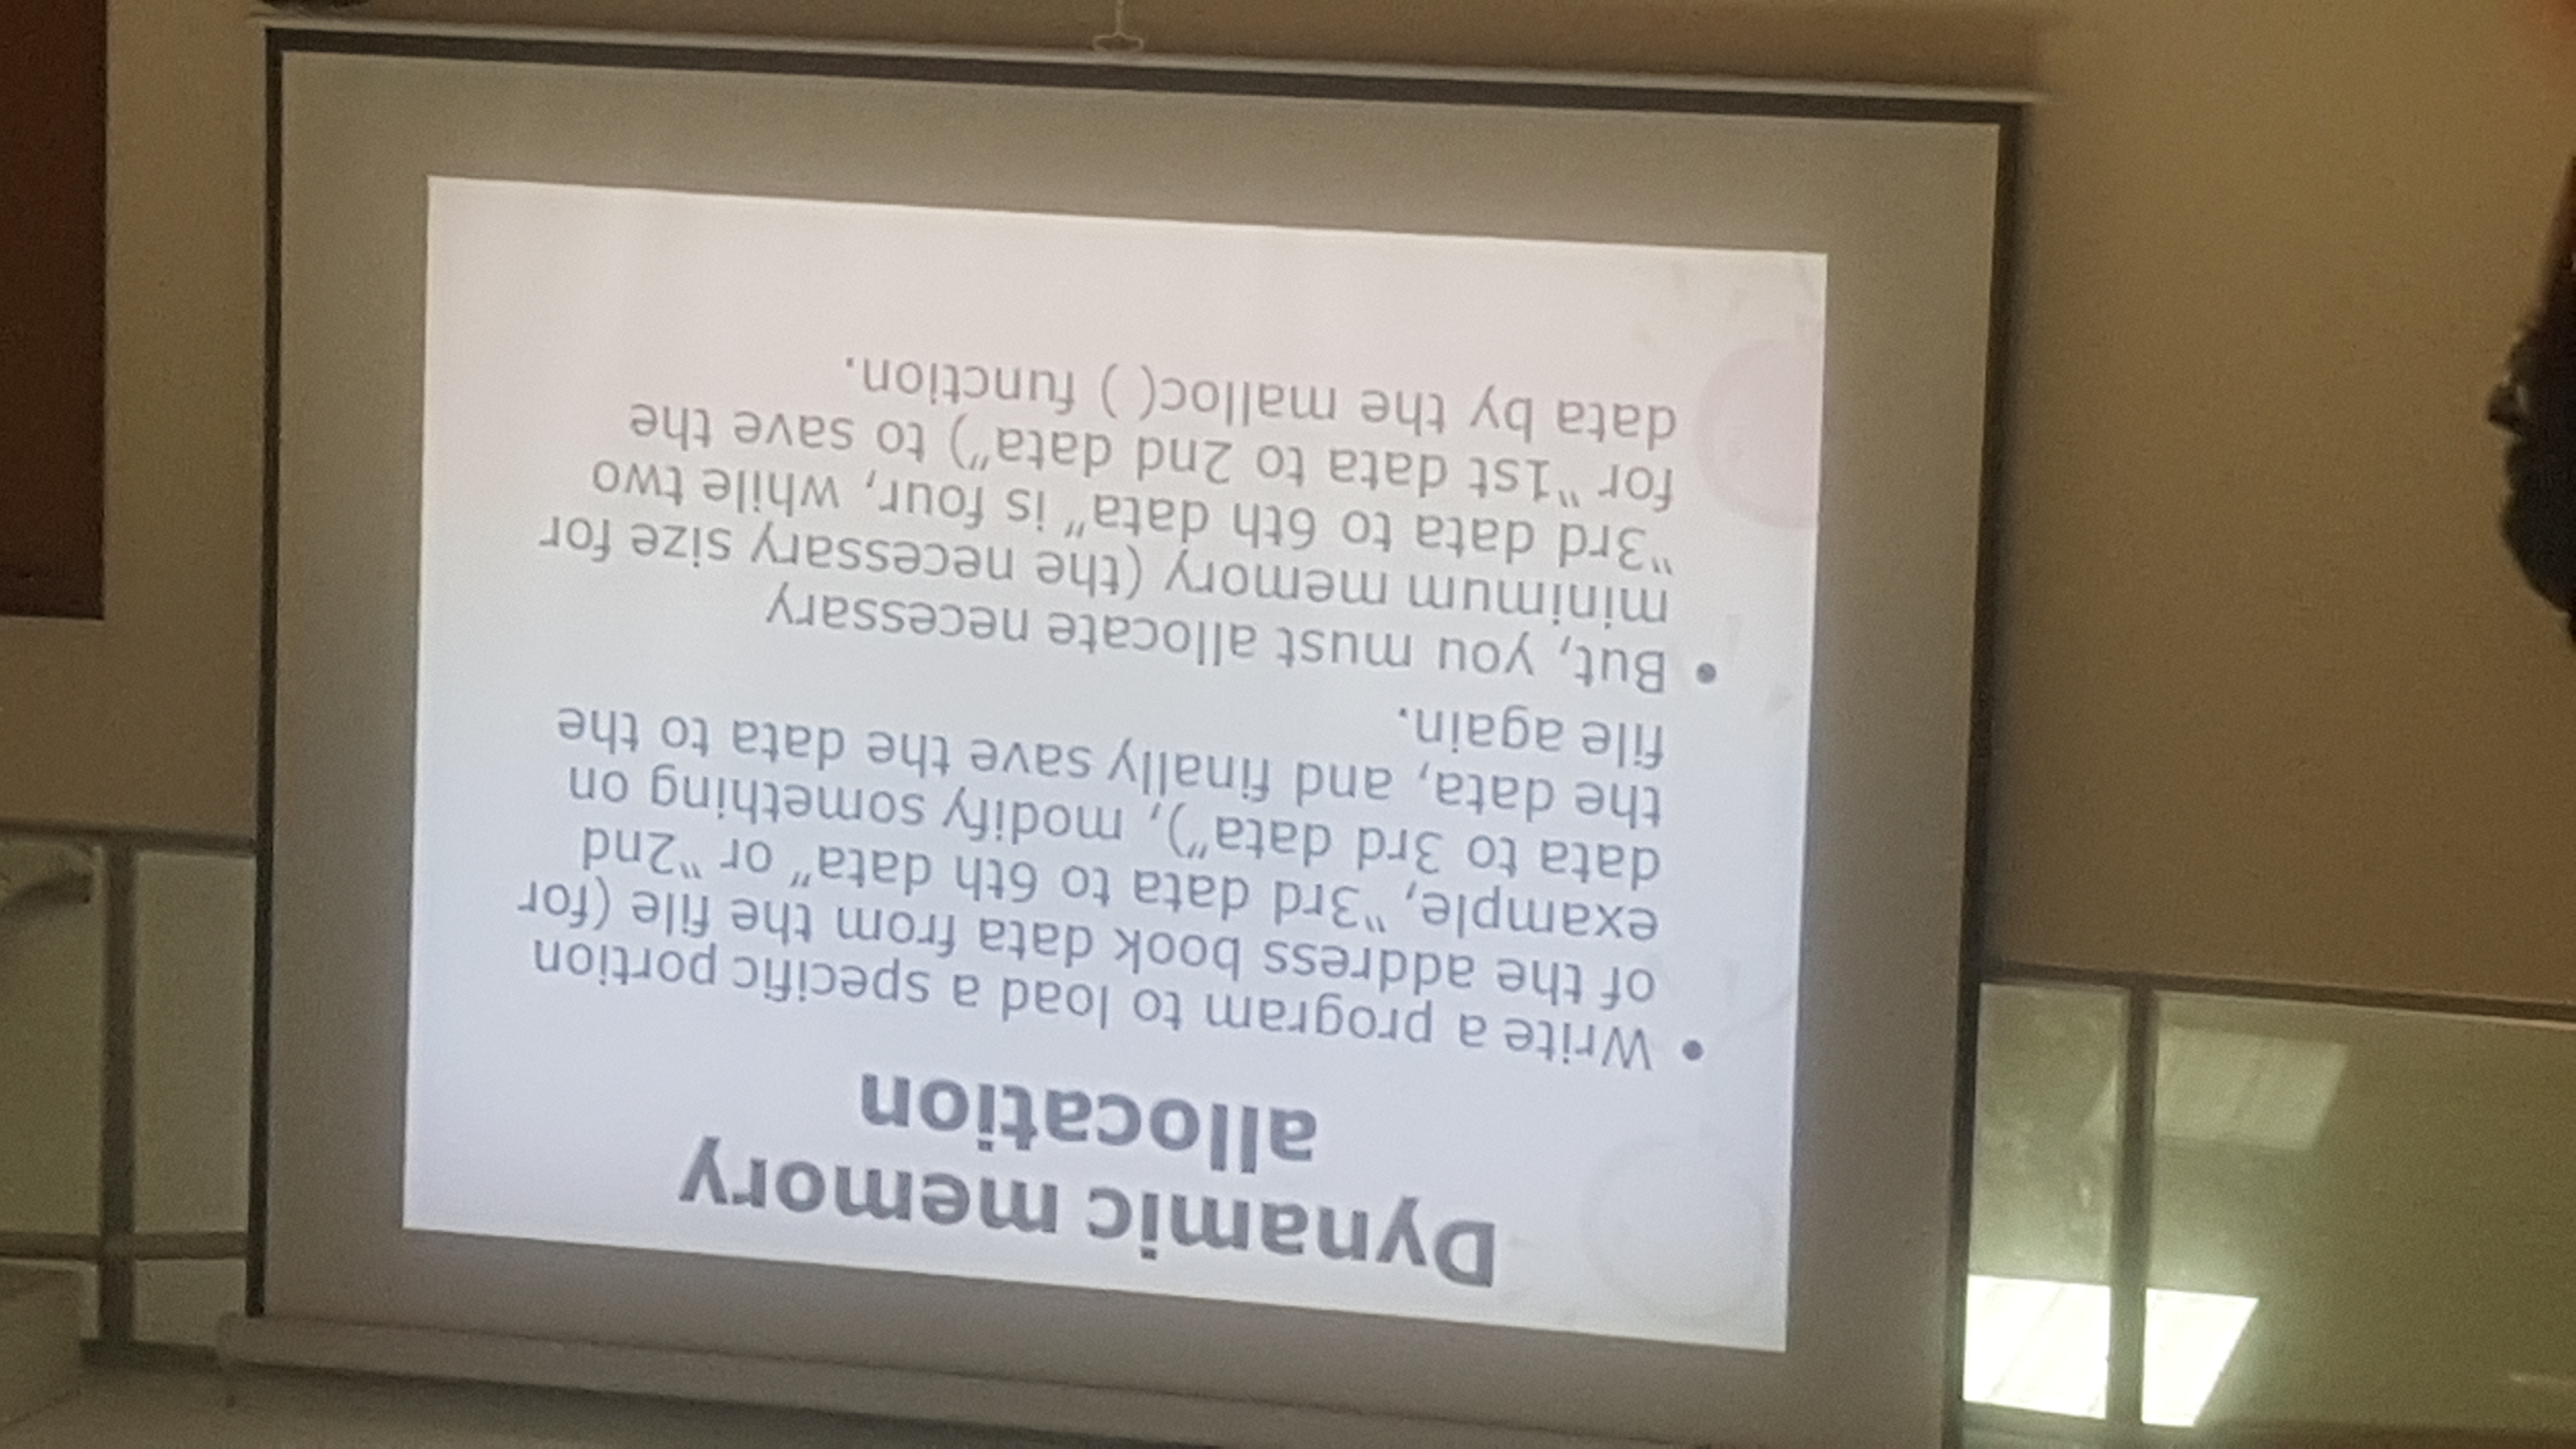 Dynamic memory
allocation
• Write a program to load a specific portion
of the address book data from the file (for
example, “3rd data to 6th data” or “2nd
data to 3rd data”), modify something on
the data, and finally save the data to the
file again.
• But, you must allocate necessary
minimum memory (the necessary size for
“3rd data to 6th data” is four, while two
for “1st data to 2nd data”) to save the
data by the malloc( ) function.